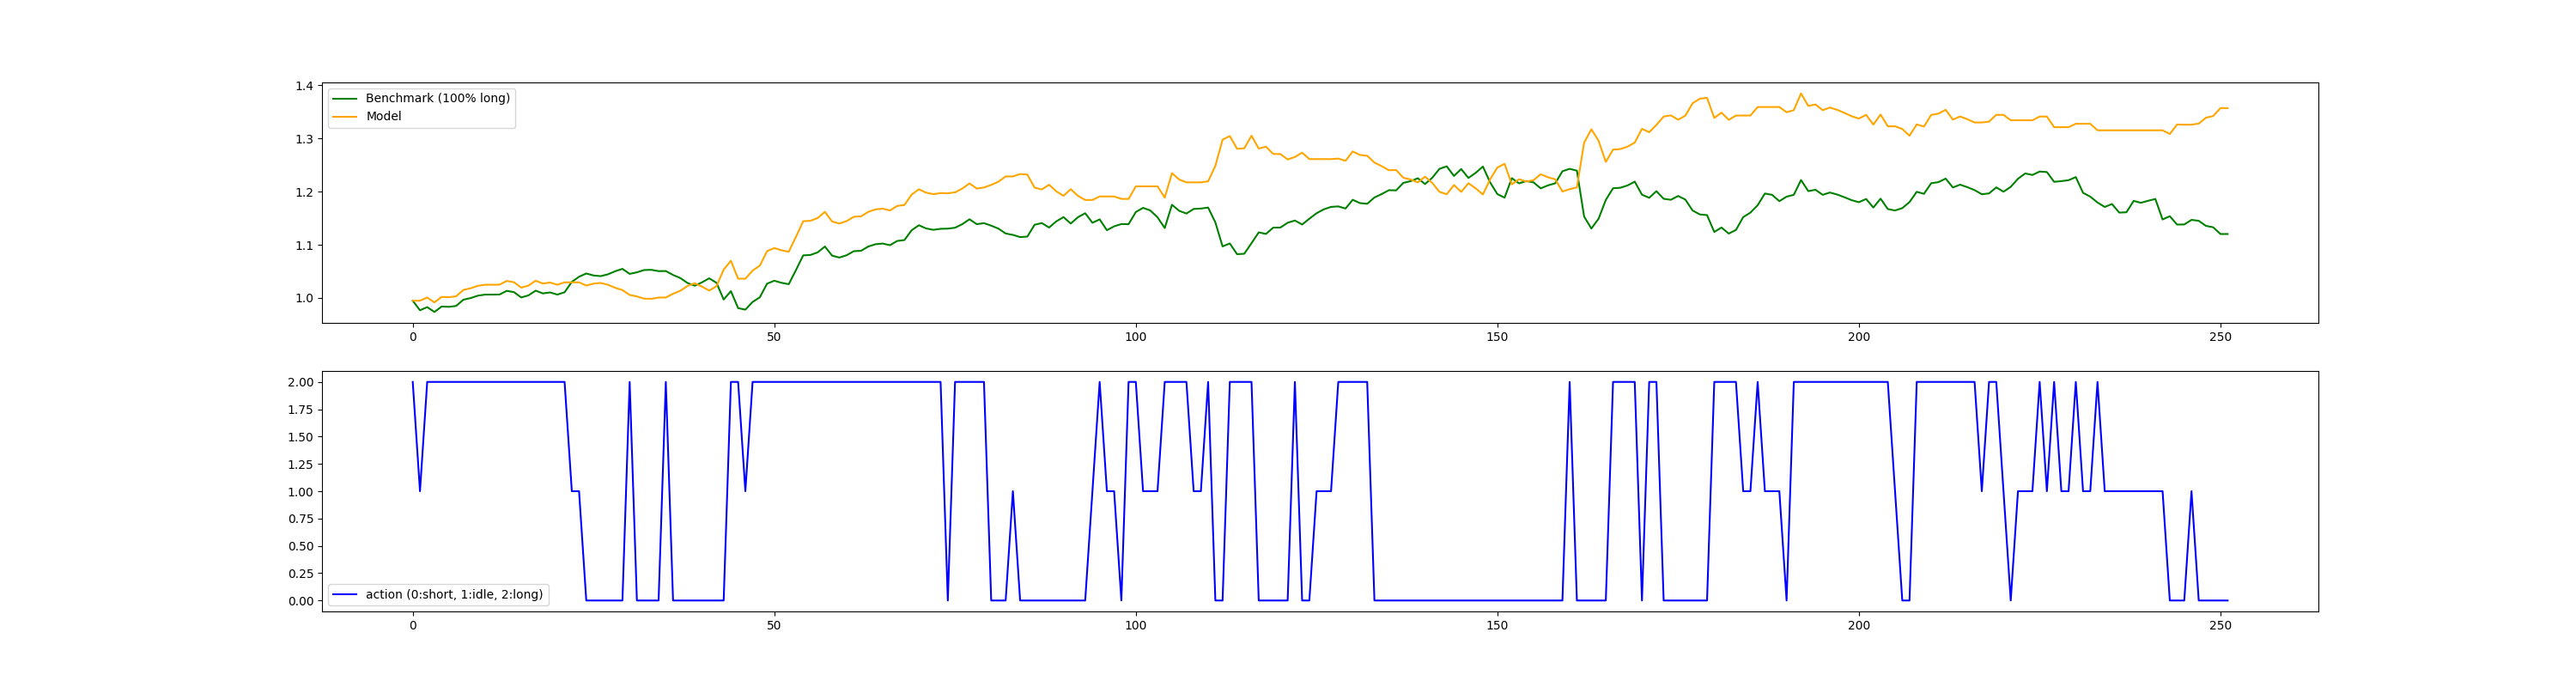 1.4
1.3
1.2
1.1
1.0
Benchmark (100% long)
Model
0 50 100 150 200 250
2.00
1.75
1.50
1.25
1.00
0.75
0.50
0.25
0.00
action (0:short, 1:idle, 2:long)
0 50 100 150 200 250